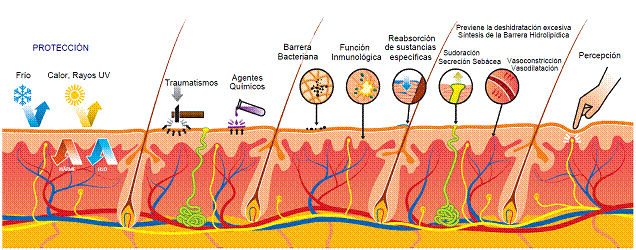 PROTECCIÓN
Frío
Calor, Rayos UV
Traumatismos
Agentes
Químicos
Barrera
Bacteriana
Función
Inmunológica
Reabsorción
de sustancias
específicas
Previene la deshidratación excesiva
Síntesis de la Barrera Hidrolipídica
Sudoración
Secreción Sebácea
Vasoconstricción
Vasodilatación
Percepción